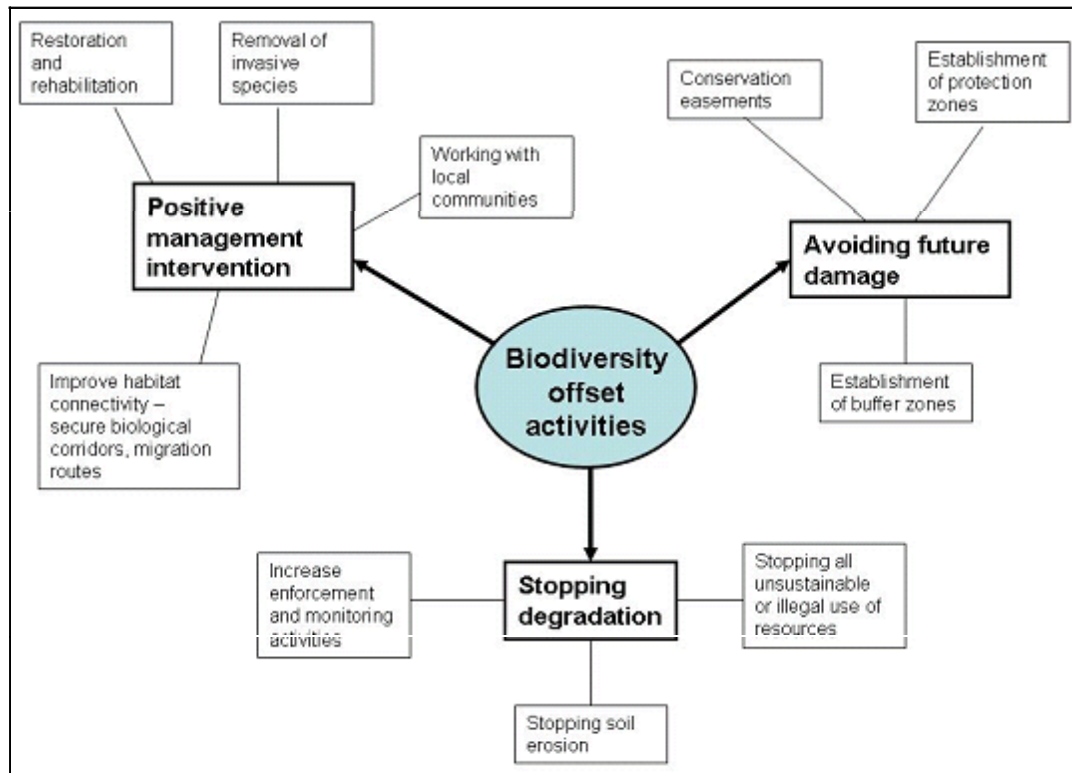 Restoration
and
rehabilitation
Removal of
invasive
species
Working with
local
communities
Positive
management
intervention
Improve habitat
connectivity –
secure biological
corridors, migration
routes
Conservation
easements
Establishment
of protection
zones
Avoiding future
damage
Establishment
of buffer zones
Biodiversity
offset
activities
Increase
enforcement
and monitoring
activities
Stopping
degradation
Stopping all
unsustainable
or illegal use of
resources
Stopping soil
erosion